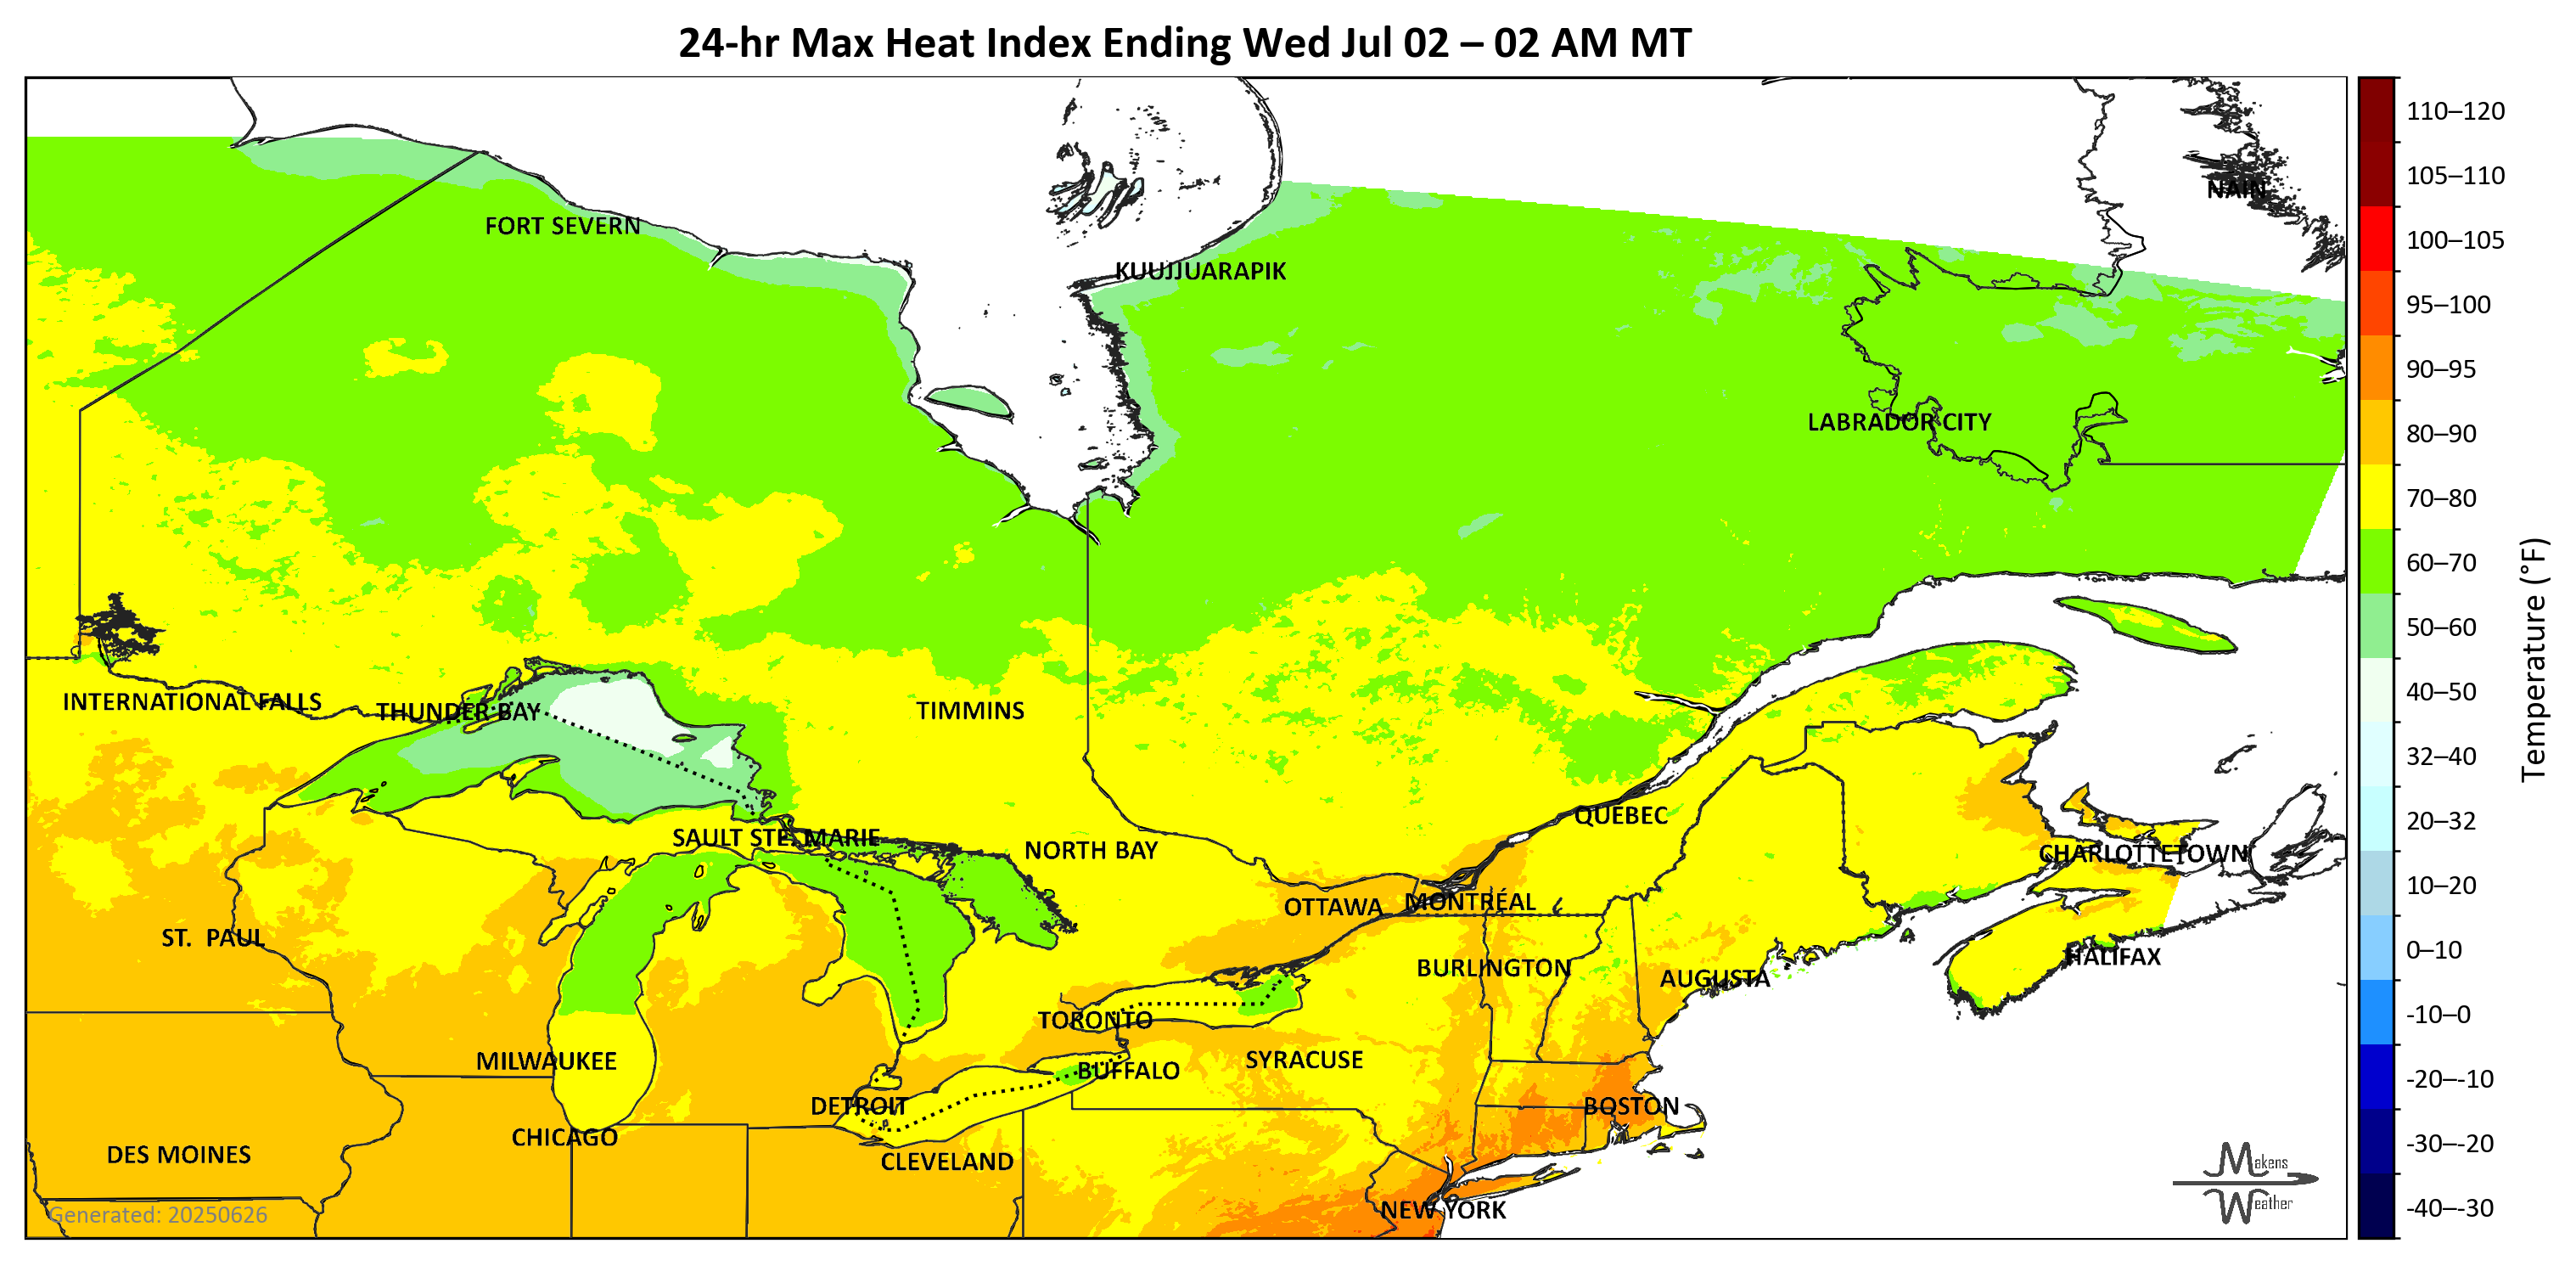 24-hr Max Heat Index Ending Wed Jul 02 – 02 AM MT
NAIN
FORT SEVERN
KUUJJUARAPIK
LABRADOR CITY
INTERNATIONAL FALLS
THUNDER BAY
TIMMINS
QUEBEC
SAULT STE. MARIE
NORTH BAY
CHARLOTTETOWN
OTTAWA
MONTRÉAL
ST. PAUL
HALIFAX
BURLINGTON
AUGUSTA
TORONTO
MILWAUKEE
SYRACUSE
BUFFALO
DETROIT
BOSTON
CHICAGO
DES MOINES
CLEVELAND
NEW YORK
Generated: 20250626
Makens
Weather
110–120
105–110
100–105
95–100
90–95
80–90
70–80
60–70
50–60
40–50
32–40
20–32
10–20
0–10
-10–0
-20–-10
-30–-20
-40–-30
Temperature (°F)